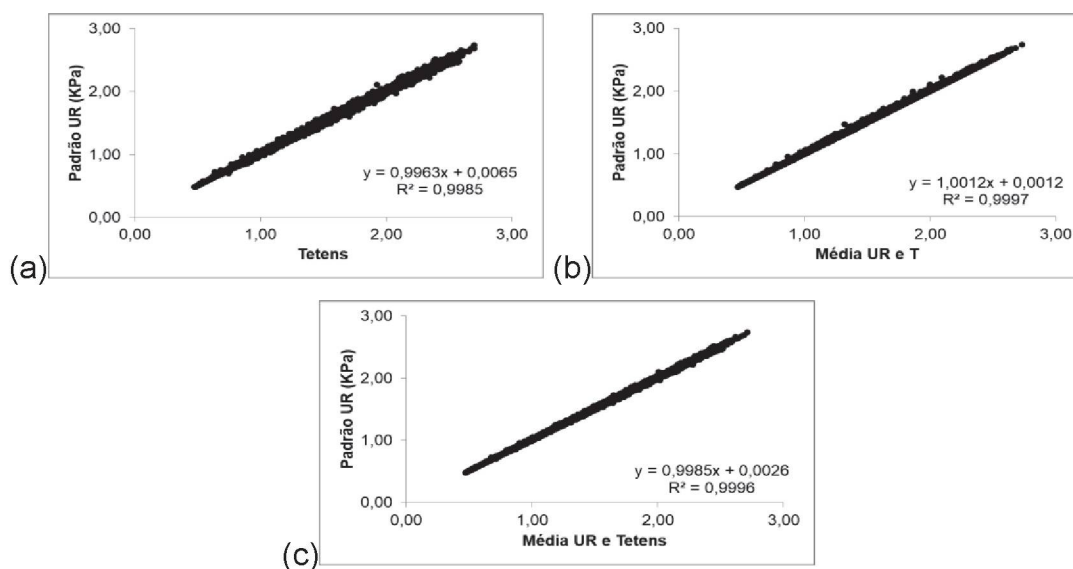 3,00
2,00
1,00
0,00
Padrão UR (KPa)
y = 0,9963x + 0,0065
R² = 0,9985
0,00 1,00 2,00 3,00
Tetens
(a)
3,00
2,00
1,00
0,00
Padrão UR (KPa)
y = 1,0012x + 0,0012
R² = 0,9997
0,00 1,00 2,00 3,00
Média UR e T
(b)
3,00
2,00
1,00
0,00
Padrão UR (KPa)
y = 0,9985x + 0,0026
R² = 0,9996
0,00 1,00 2,00 3,00
Média UR e Tetens
(c)